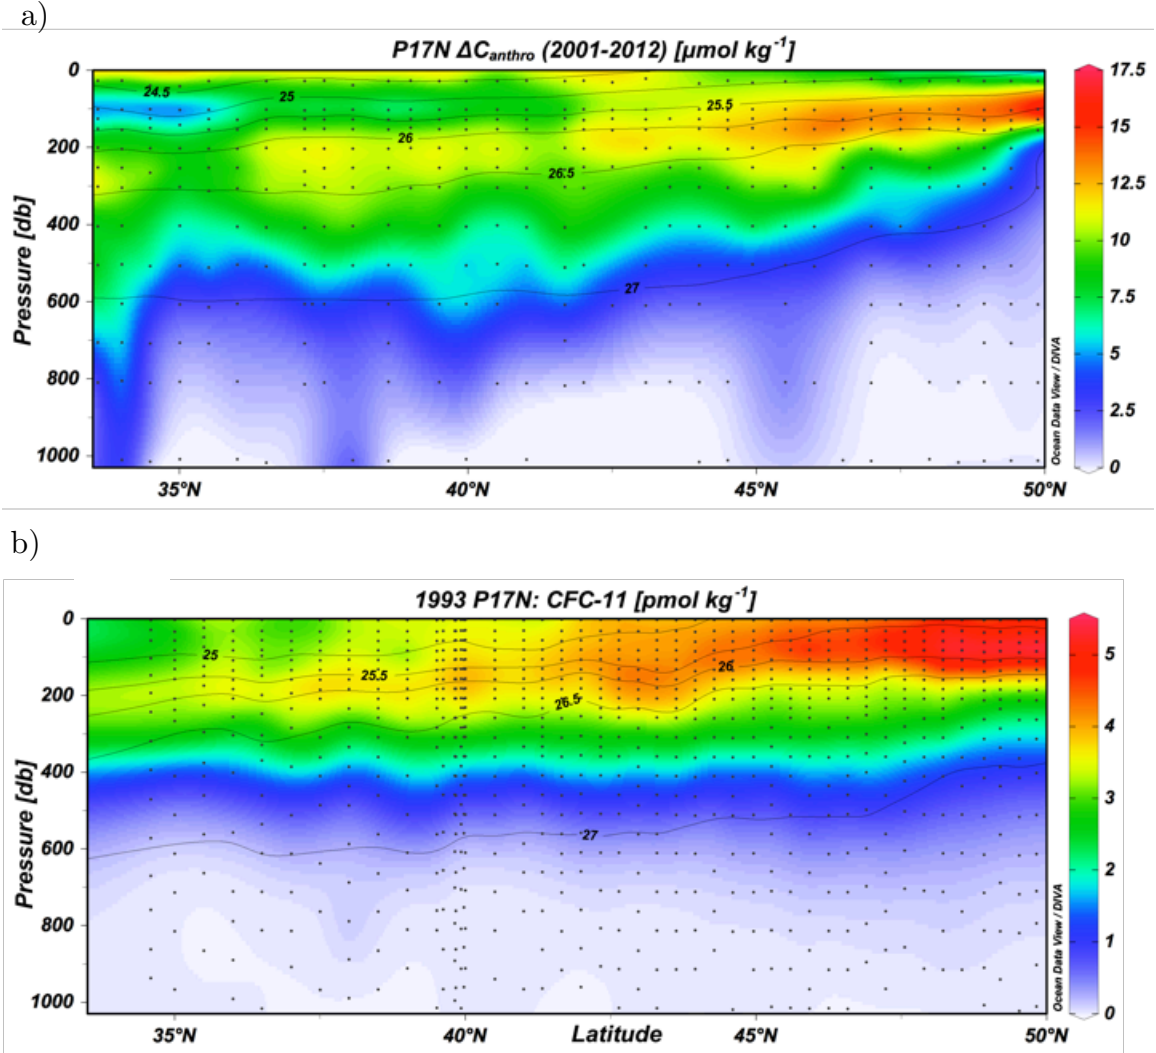 a)
P17N ΔCanthro (2001-2012) [μmol kg-1]
0
200
400
600
800
1000
Pressure [db]
24.5
25
25.5
26
26.5
27
35°N
40°N
45°N
50°N
17.5
15
12.5
10
7.5
5
2.5
0
Ocean Data View / DIVA
b)
1993 P17N: CFC-11 [pmol kg-1]
0
200
400
600
800
1000
Pressure [db]
25
25.5
26
26.5
27
35°N
40°N
Latitude
45°N
50°N
5
4
3
2
1
0
Ocean Data View / DIVA